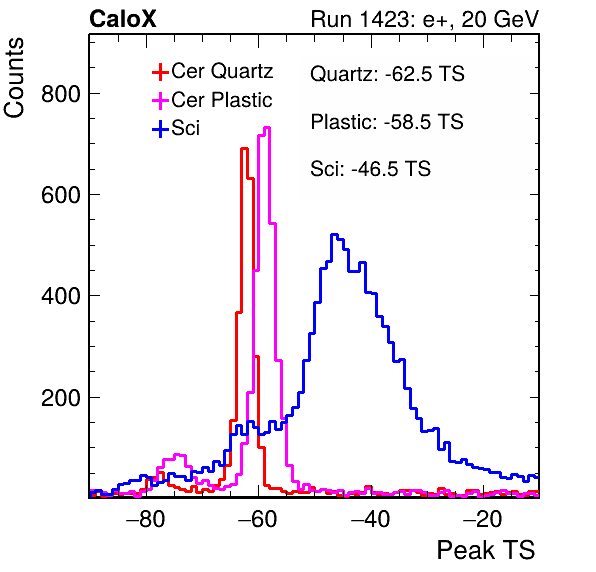 CaloX
Run 1423: e+, 20 GeV
Counts
800
600
400
200
Cer Quartz
Cer Plastic
Sci
Quartz: -62.5 TS
Plastic: -58.5 TS
Sci: -46.5 TS
−80
−60
−40
−20
Peak TS